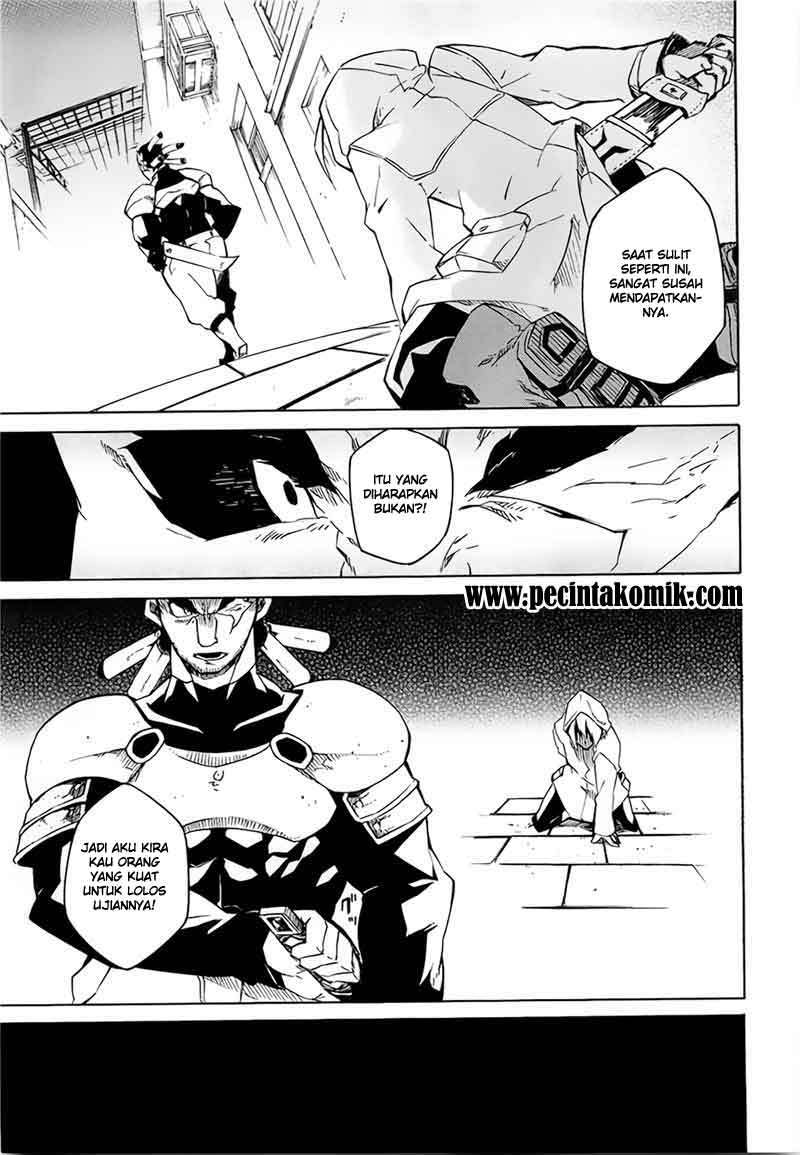 SAAT SULIT
SEPERTI INI,
SANGAT SUSAH
MENDAPATKAN-
NYA.
ITU YANG
DIHARAPKAN
BUKAN?!
www.pecintakomik.com
JADI AKU KIRA
KAU ORANG
YANG KUAT
UNTUK LOLOS
UJIANNYA!